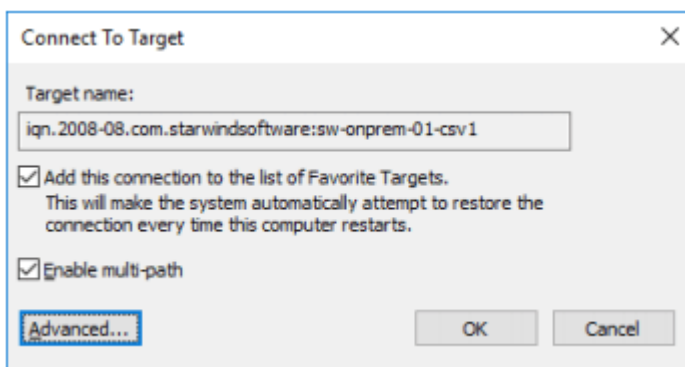 Connect To Target
Target name:
iqn.2008-08.com.starwindsoftware:sw-onprem-01-csv1
Add this connection to the list of Favorite Targets.
This will make the system automatically attempt to restore the
connection every time this computer restarts.
Enable multi-path
Advanced... OK Cancel